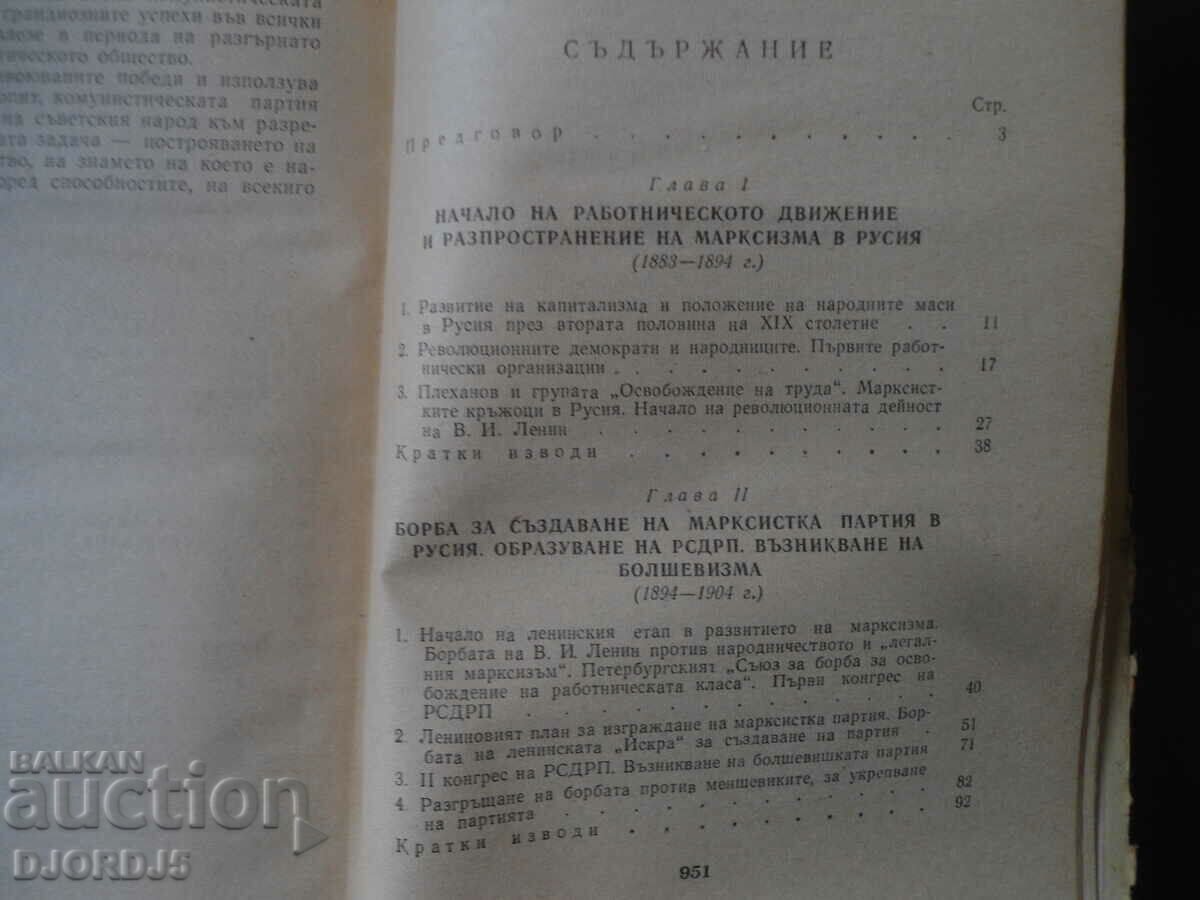 грандиозните успехи във всички
в периода на разгърнато
общество.
победи и използува
опит, комунистическата партия
на съветския народ към
задача — построяването на
на знамето на което е на-
способностите, на всекиго
СЪДЪРЖАНИЕ
Стр.
Предговор . . . . . . . . . . 3
Глава I
НАЧАЛО НА РАБОТНИЧЕСКОТО ДВИЖЕНИЕ
И РАЗПРОСТРАНЕНИЕ НА МАРКСИЗМА В РУСИЯ
(1883—1894 г.)
1. Развитие на капитализма и положение на народните маси
в Русия през втората половина на XIX столетие . . 11
2. Революционните демократи и народниците. Първите работ-
нически организации . . . . . . . . . 17
3. Плеханов и групата „Освобождение на труда“. Марксист-
ките кръжоци в Русия. Начало на революционната дейност
на В. И. Ленин . . . . . . . . . 27
Кратки изводи . . . . . . . . . 38
Глава II
БОРБА ЗА СЪЗДАВАНЕ НА МАРКСИСТКА ПАРТИЯ В
РУСИЯ. ОБРАЗУВАНЕ НА РСДРП. ВЪЗНИКВАНЕ НА
БОЛШЕВИЗМА
(1894—1904 г.)
1. Начало на ленинския етап в развитието на марксизма.
Борбата на В. И. Ленин против народничеството и „легал-
ния марксизъм“. Петербургският „Съюз за борба за осво-
бождение на работническата класа“. Първи конгрес на
РСДРП . . . . . . . . . . . 40
2. Лениновият план за изграждане на марксистка партия. Бор-
бата на ленинската „Искра“ за създаване на партия . 51
3. II конгрес на РСДРП. Възникване на болшевишката партия 71
4. Разгръщане на борбата против меншевиките, за укрепване
на партията . . . . . . . . . . 82
Кратки изводи . . . . . . . . 92
951
BALKAN
auction
DJORDJ5